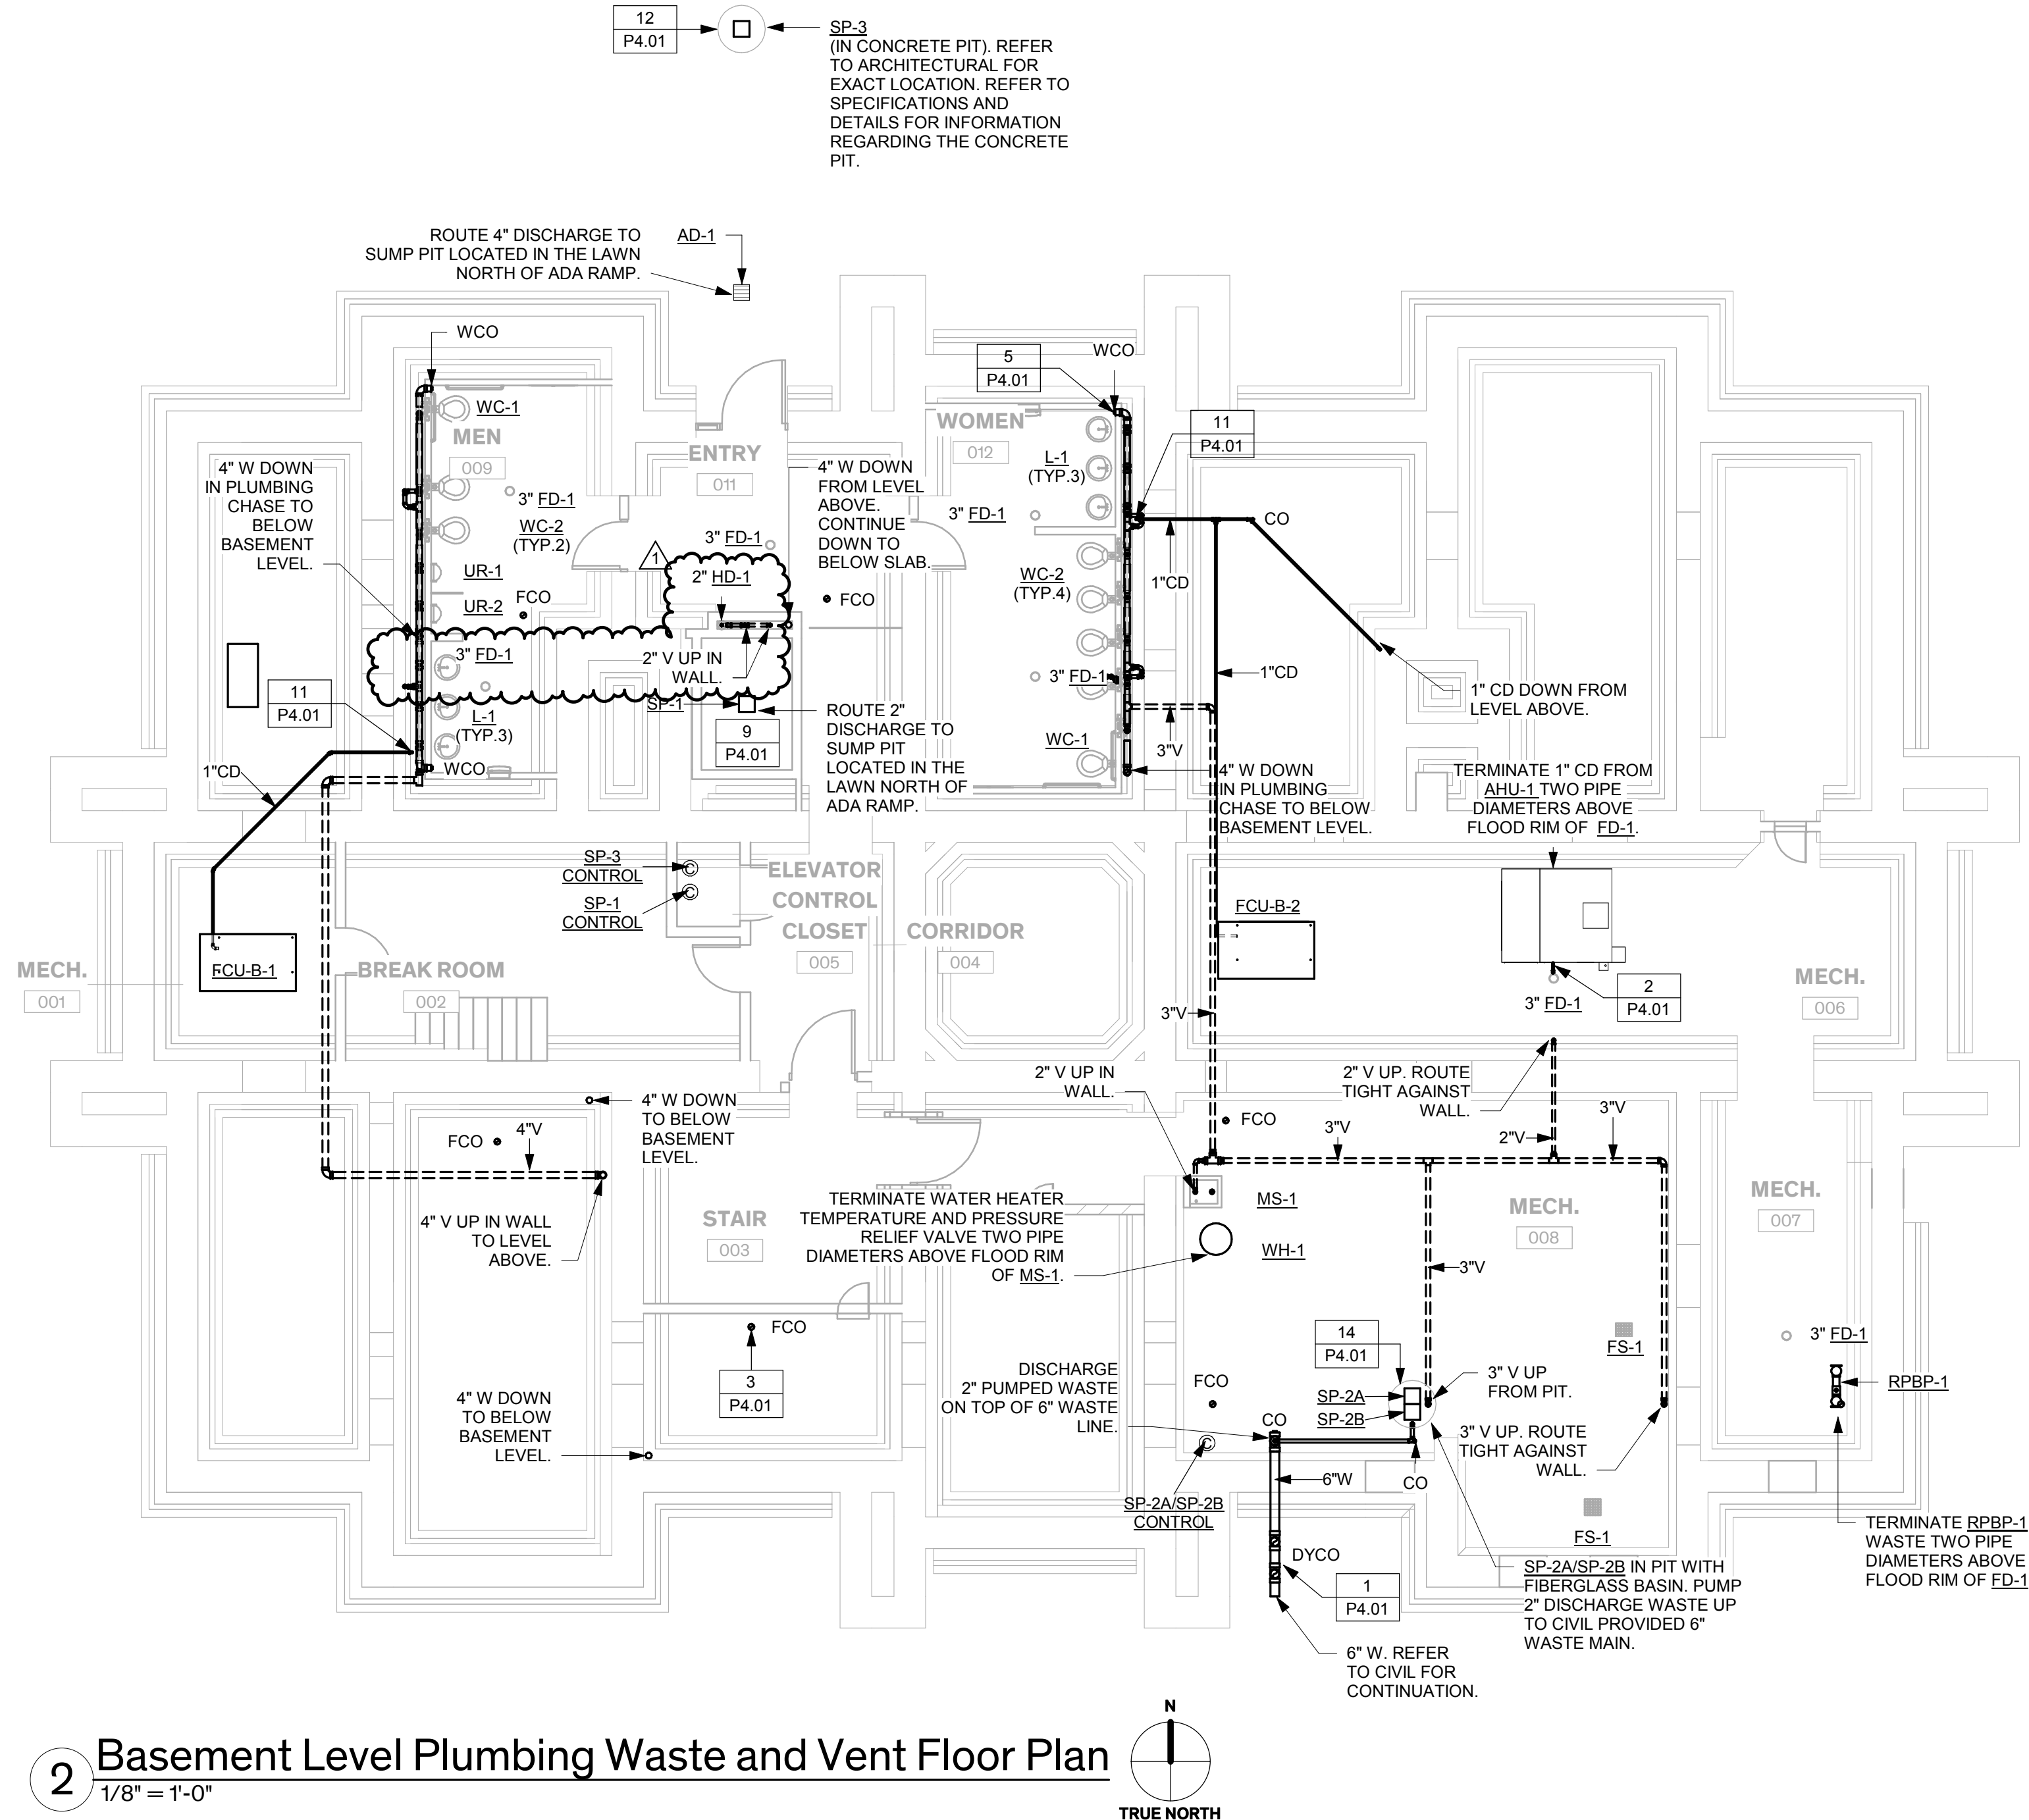 12
P4.01
SP-3
(IN CONCRETE PIT). REFER
TO ARCHITECTURAL FOR
EXACT LOCATION. REFER TO
SPECIFICATIONS AND
DETAILS FOR INFORMATION
REGARDING THE CONCRETE
PIT.
ROUTE 4" DISCHARGE TO
SUMP PIT LOCATED IN THE LAWN
NORTH OF ADA RAMP.
AD-1
WCO
WC-1
MEN
009
4" W DOWN
IN PLUMBING
CHASE TO
BELOW
BASEMENT
LEVEL.
3" FD-1
WC-2
(TYP.2)
UR-1
UR-2
FCO
3" FD-1
L-1
(TYP.3)
WCO
11
P4.01
1"CD
ENTRY
011
3" FD-1
1
2" HD-1
2" V UP IN
WALL.
SP-1
9
P4.01
4" W DOWN
FROM LEVEL
ABOVE.
CONTINUE
DOWN TO
BELOW SLAB.
FCO
ROUTE 2"
DISCHARGE TO
SUMP PIT
LOCATED IN THE
LAWN NORTH OF
ADA RAMP.
5
P4.01
WCO
WOMEN
012
L-1
(TYP.3)
3" FD-1
WC-2
(TYP.4)
3" FD-1
WC-1
11
P4.01
CO
1"CD
1"CD
3"V
4" W DOWN
IN PLUMBING
CHASE TO BELOW
BASEMENT LEVEL.
1" CD DOWN FROM
LEVEL ABOVE.
TERMINATE 1" CD FROM
AHU-1 TWO PIPE
DIAMETERS ABOVE
FLOOD RIM OF FD-1.
SP-3
CONTROL
SP-1
CONTROL
ELEVATOR
CONTROL
CLOSET
005
CORRIDOR
004
MECH.
001
FCU-B-1
BREAK ROOM
002
FCU-B-2
3"V
3" FD-1
2
P4.01
MECH.
006
2" V UP IN
WALL.
FCO
2" V UP. ROUTE
TIGHT AGAINST
WALL.
3"V
2"V
3"V
4" W DOWN
TO BELOW
BASEMENT
LEVEL.
FCO
4"V
4" V UP IN WALL
TO LEVEL
ABOVE.
STAIR
003
TERMINATE WATER HEATER
TEMPERATURE AND PRESSURE
RELIEF VALVE TWO PIPE
DIAMETERS ABOVE FLOOD RIM
OF MS-1.
MS-1
WH-1
MECH.
008
3"V
MECH.
007
FCO
3
P4.01
4" W DOWN
TO BELOW
BASEMENT
LEVEL.
DISCHARGE
2" PUMPED WASTE
ON TOP OF 6" WASTE
LINE.
FCO
CO
14
P4.01
SP-2A
SP-2B
3" V UP
FROM PIT.
FS-1
3" FD-1
RPBP-1
3" V UP. ROUTE
TIGHT AGAINST
WALL.
CO
6"W
SP-2A/SP-2B
CONTROL
FS-1
DYCO
1
P4.01
SP-2A/SP-2B IN PIT WITH
FIBERGLASS BASIN. PUMP
2" DISCHARGE WASTE UP
TO CIVIL PROVIDED 6"
WASTE MAIN.
TERMINATE RPBP-1
WASTE TWO PIPE
DIAMETERS ABOVE
FLOOD RIM OF FD-1
6" W. REFER
TO CIVIL FOR
CONTINUATION.
2
Basement Level Plumbing Waste and Vent Floor Plan
1/8" = 1'-0"
N
TRUE NORTH